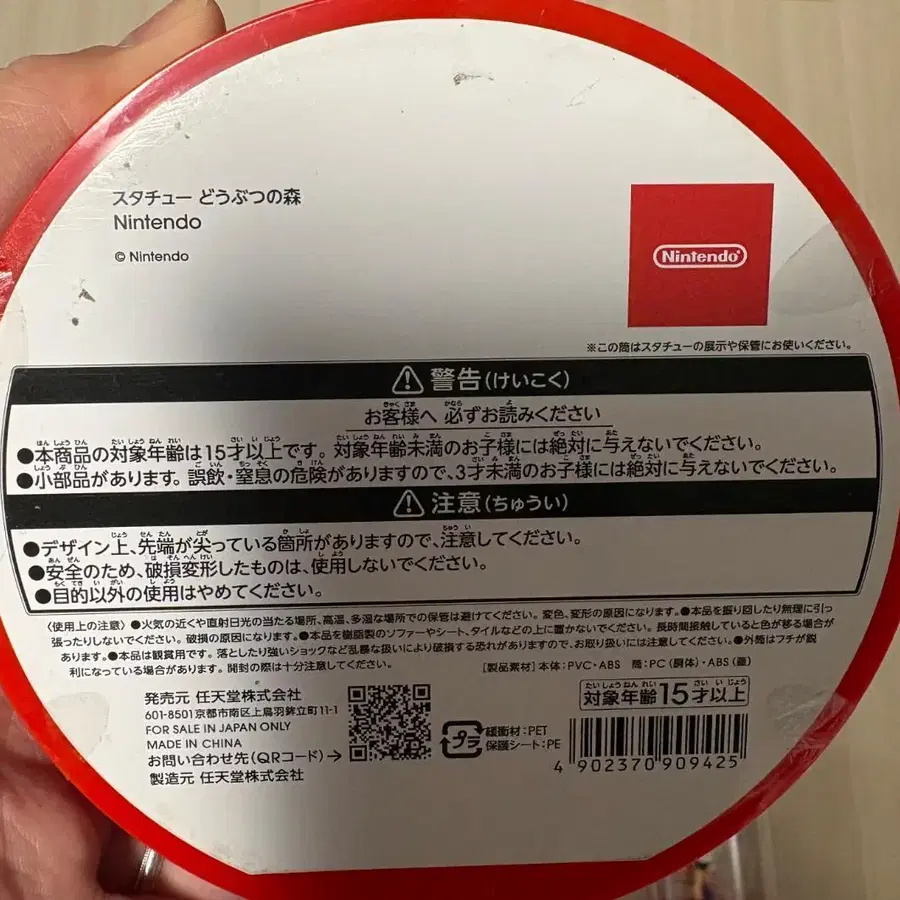 スタチュー どうぶつの森
Nintendo
© Nintendo
Nintendo
※この筒はスタチューの展示や保管にお使いください。
警告(けいこく)
お客様へ 必ずお読みください
●本商品の対象年齢は15才以上です。対象年齢未満のお子様には絶対に与えないでください。
●小部品があります。誤飲・窒息の危険がありますので、3才未満のお子様には絶対に与えないでください。
注意(ちゅうい)
●デザイン上、先端が尖っている箇所がありますので、注意してください。
●安全のため、破損変形したものは、使用しないでください。
●目的以外の使用はやめてください。
〈使用上の注意〉●火気の近くや直射日光の当たる場所、高温、多湿な場所での保管は避けてください。変色、変形の原因になります。●本品を振り回したり無理に引っ
張ったりしないでください。破損の原因になります。●本品を樹脂製のソファーやシート、タイルなどの上に置かないでください。長時間接触していると色が移る場合が
あります。●本品は観賞用です。落としたり強いショックなど乱暴な扱いにより破損する恐れがありますので、お取り扱いには注意してください。●外筒はフチが鋭
利になっている場合があります。開封の際は十分注意してください。
【製品素材】本体:PVC・ABS 筒:PC(胴体)・ABS(蓋)
発売元 任天堂株式会社
601-8501京都市南区上鳥羽鉾立町11-1
FOR SALE IN JAPAN ONLY
MADE IN CHINA
お問い合わせ先(QRコード)→
製造元 任天堂株式会社
プラ
緩衝材:PET
保護シート:PE
対象年齢15才以上
4 902370 909425